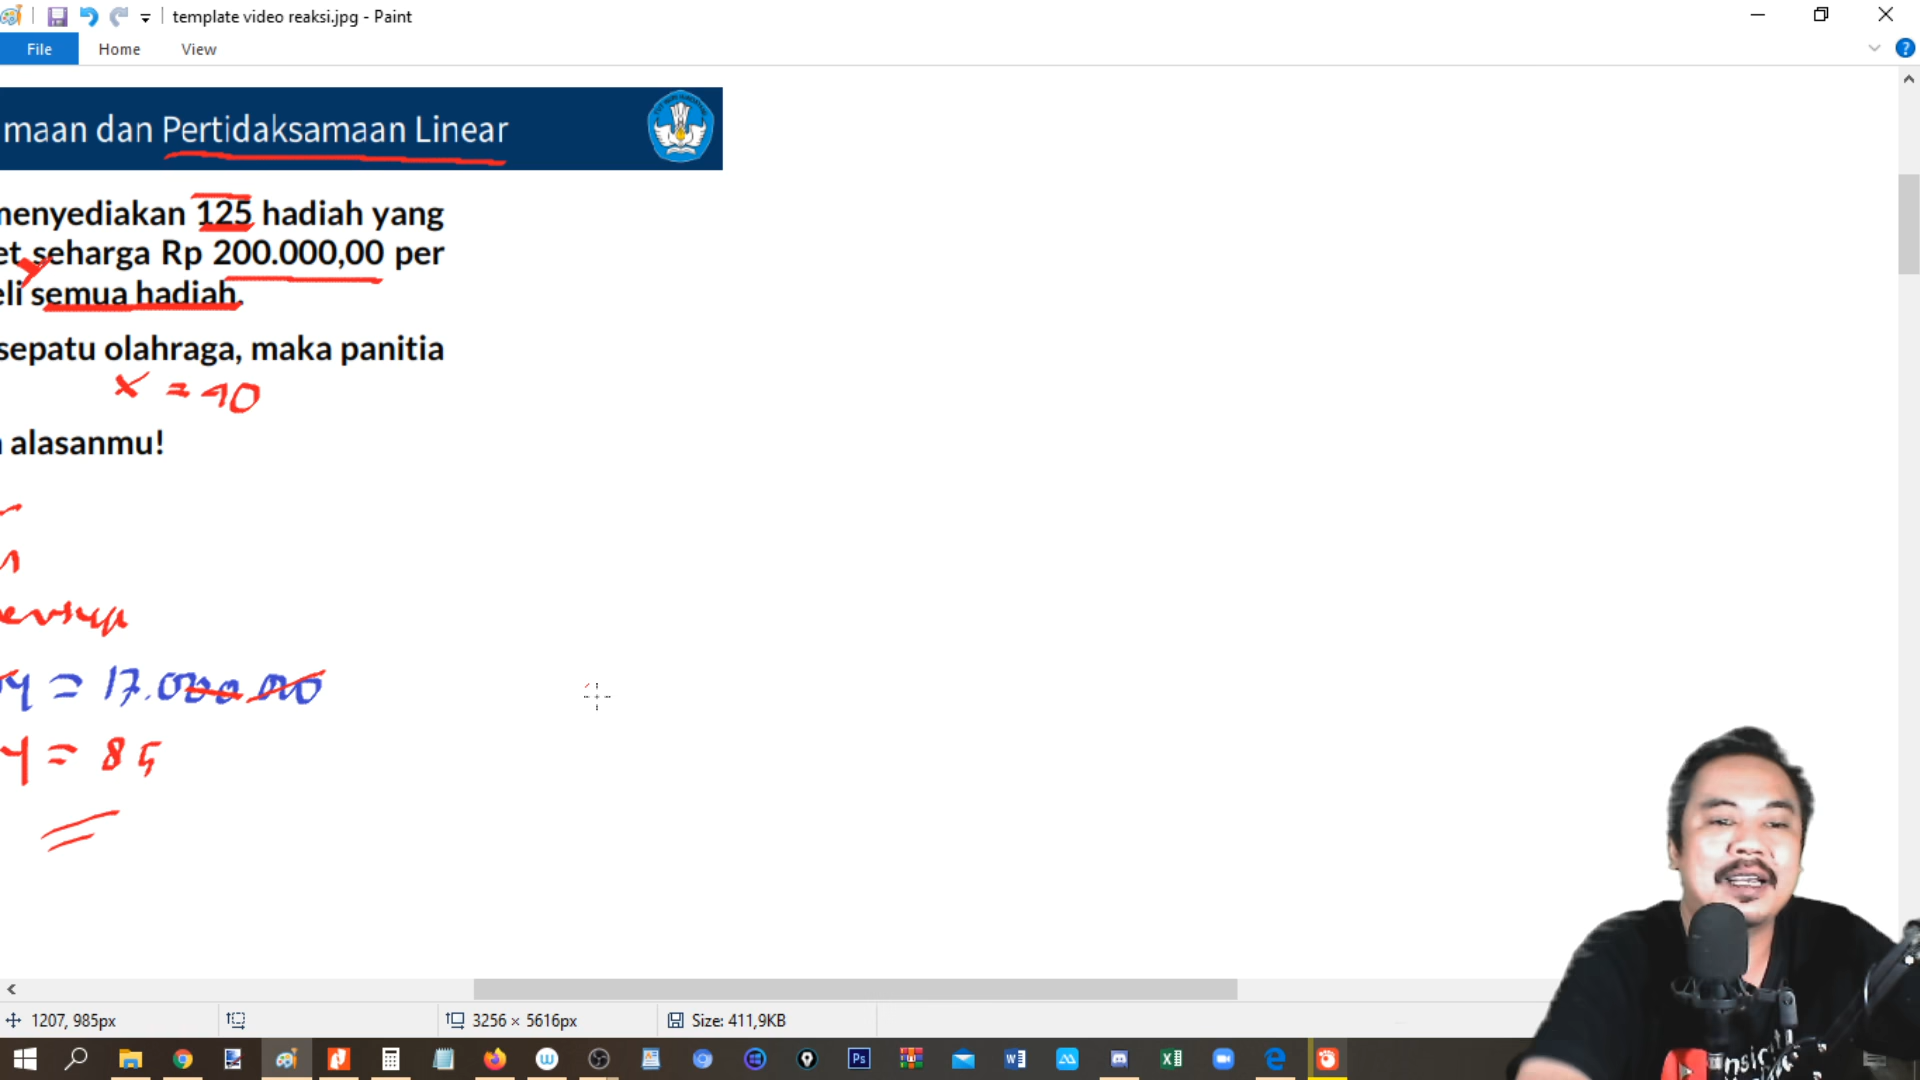 template video reaksi.jpg - Paint
File Home View
maan dan Pertidaksamaan Linear
menyediakan 125 hadiah yang
et seharga Rp 200.000,00 per
y
eli semua hadiah.
sepatu olahraga, maka panitia
x = 40
alasanmu!
y = 17.000.000
y = 85
1207, 985px
3256 × 5616px
Size: 411,9KB